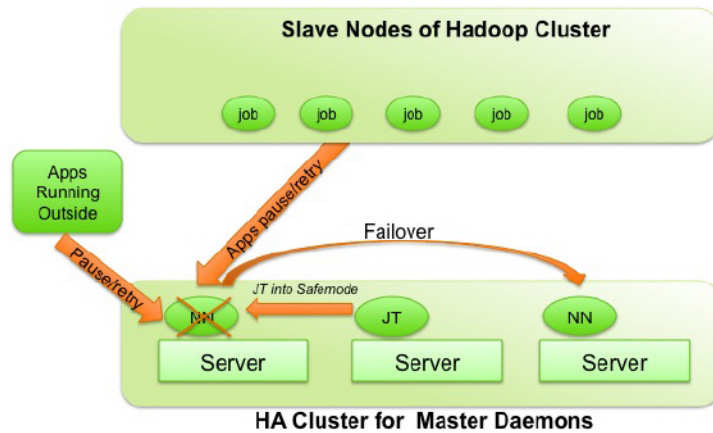 Slave Nodes of Hadoop Cluster
job job job job job
Apps
Running
Outside
Apps pause/retry
Pause/retry
Failover
JT into Safemode
NN JT NN
Server Server Server
HA Cluster for Master Daemons